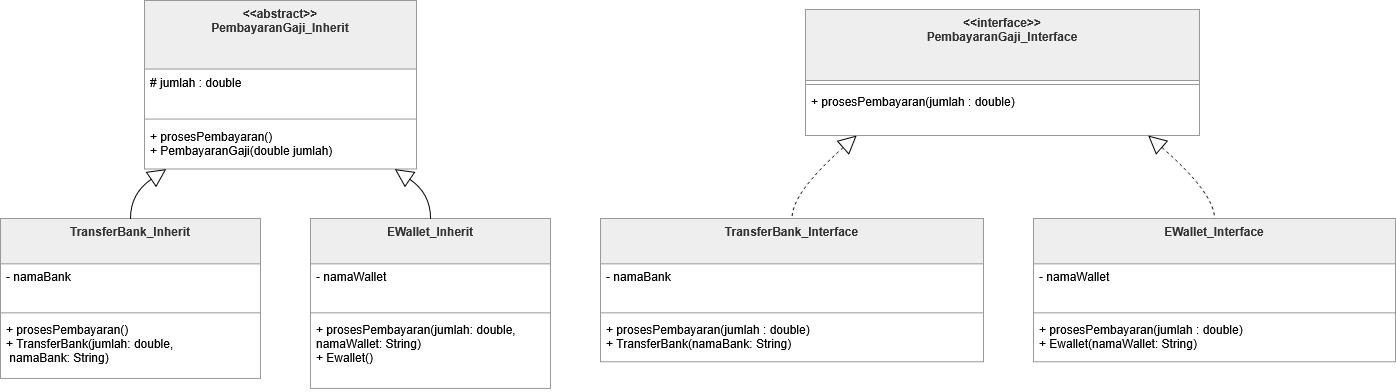 <<abstract>>
PembayaranGaji_Inherit
# jumlah : double
+ prosesPembayaran()
+ PembayaranGaji(double jumlah)
<<interface>>
PembayaranGaji_Interface
+ prosesPembayaran(jumlah : double)
TransferBank_Inherit
- namaBank
+ prosesPembayaran()
+ TransferBank(jumlah: double,
namaBank: String)
EWallet_Inherit
- namaWallet
+ prosesPembayaran(jumlah: double,
namaWallet: String)
+ Ewallet()
TransferBank_Interface
- namaBank
+ prosesPembayaran(jumlah : double)
+ TransferBank(namaBank: String)
EWallet_Interface
- namaWallet
+ prosesPembayaran(jumlah : double)
+ Ewallet(namaWallet: String)